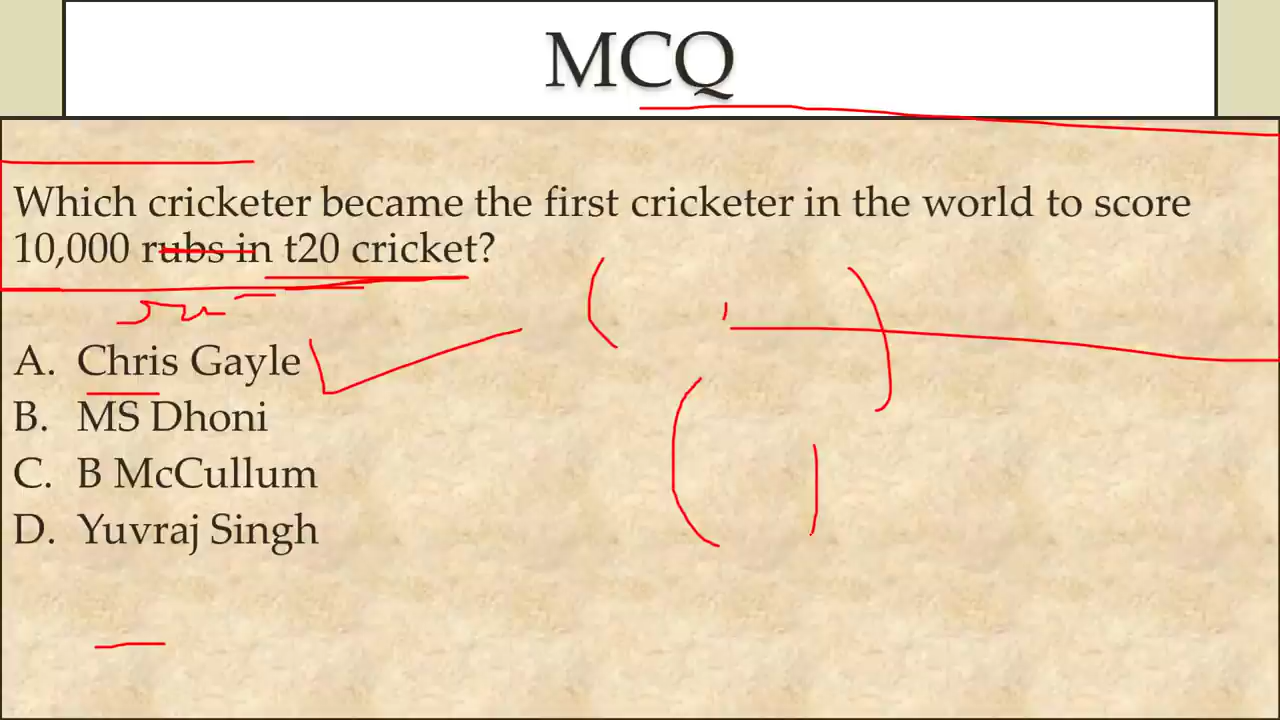 MCQ
Which cricketer became the first cricketer in the world to score
10,000 rubs in t20 cricket?
A. Chris Gayle
B. MS Dhoni
C. B McCullum
D. Yuvraj Singh